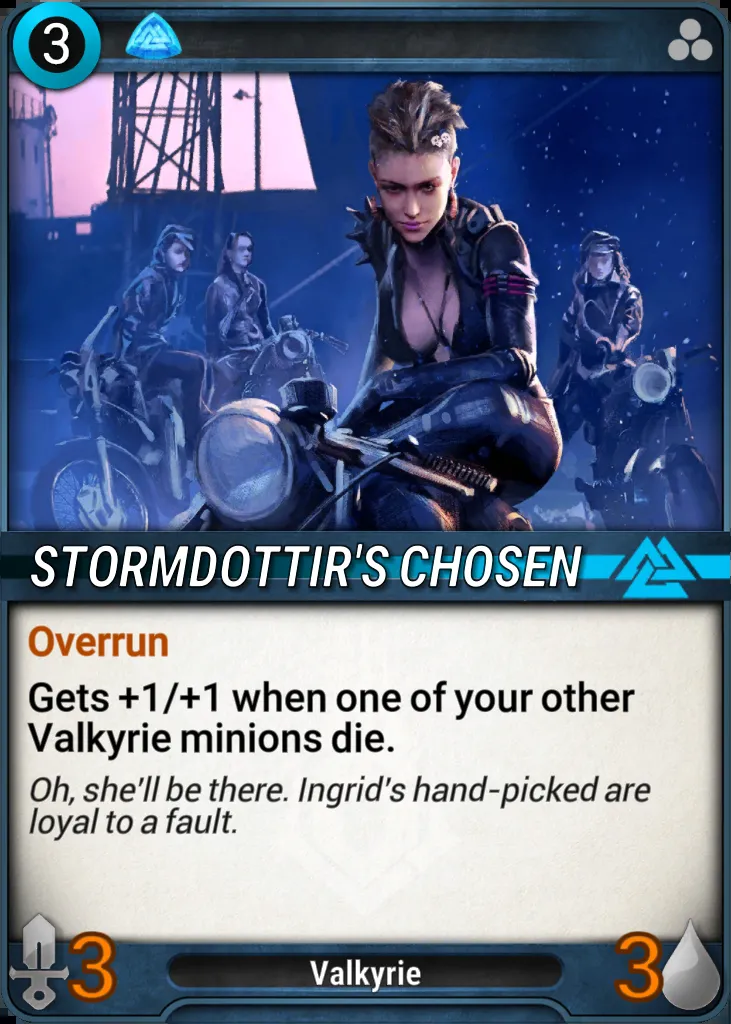 3
STORMDOTTIR'S CHOSEN
Overrun
Gets +1/+1 when one of your other
Valkyrie minions die.
Oh, she'll be there. Ingrid's hand-picked are
loyal to a fault.
3
Valkyrie
3